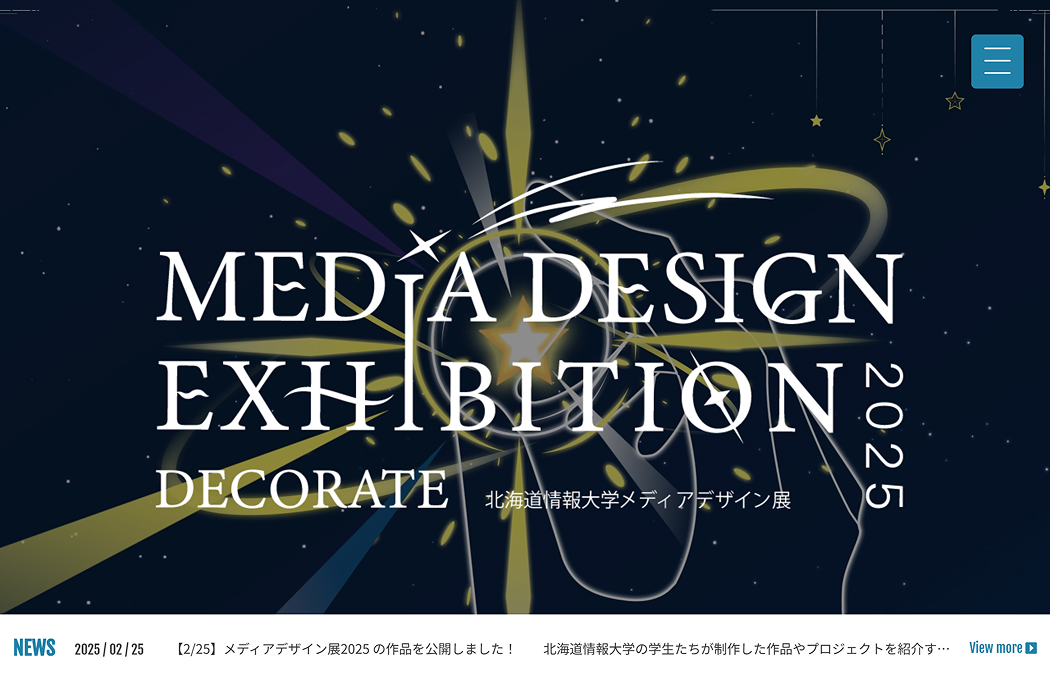 MEDiA DESIGN
EXHIBITION
2025
DECORATE
北海道情報大学メディアデザイン展
NEWS 2025 / 02 / 25 【2/25】メディアデザイン展2025 の作品を公開しました！ 北海道情報大学の学生たちが制作した作品やプロジェクトを紹介す… View more